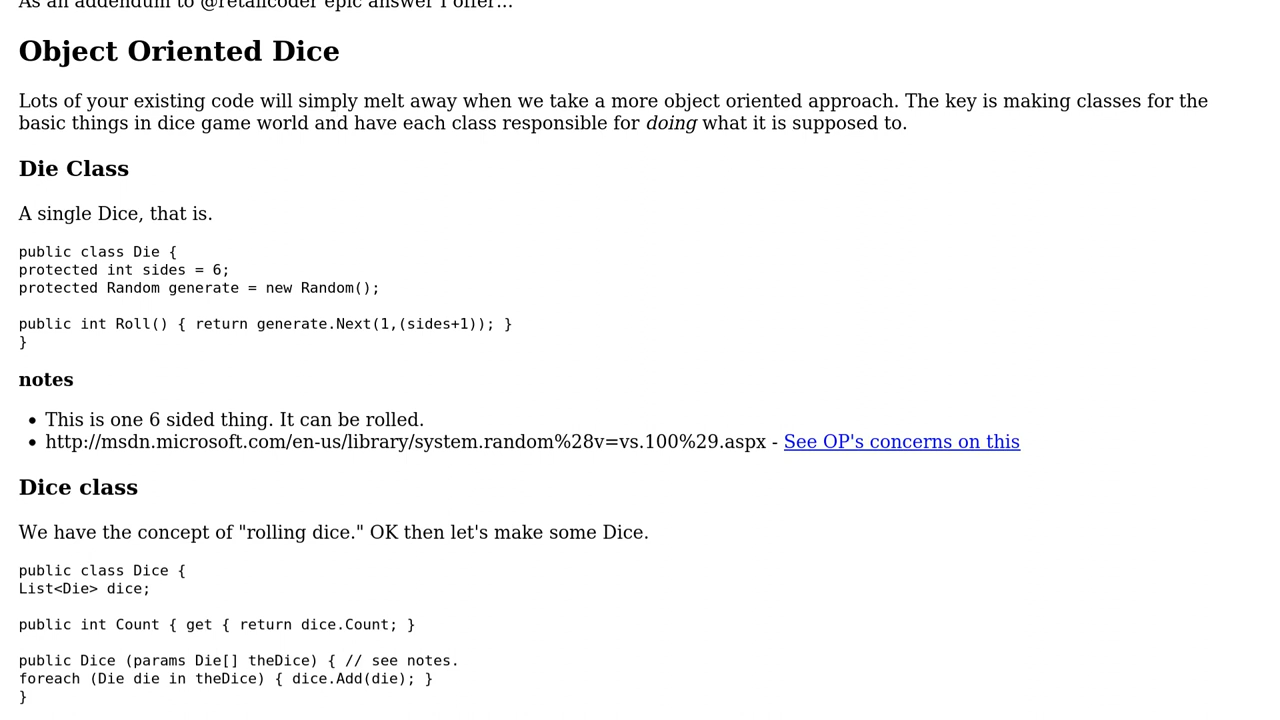 As an addendum to @retailcoder epic answer I offer...
Object Oriented Dice
Lots of your existing code will simply melt away when we take a more object oriented approach. The key is making classes for the
basic things in dice game world and have each class responsible for doing what it is supposed to.
Die Class
A single Dice, that is.
public class Die {
protected int sides = 6;
protected Random generate = new Random();
public int Roll() { return generate.Next(1,(sides+1)); }
}
notes
• This is one 6 sided thing. It can be rolled.
• http://msdn.microsoft.com/en-us/library/system.random%28v=vs.100%29.aspx - See OP's concerns on this
Dice class
We have the concept of "rolling dice." OK then let's make some Dice.
public class Dice {
List<Die> dice;
public int Count { get { return dice.Count; }
public Dice (params Die[] theDice) { // see notes.
foreach (Die die in theDice) { dice.Add(die); }
}